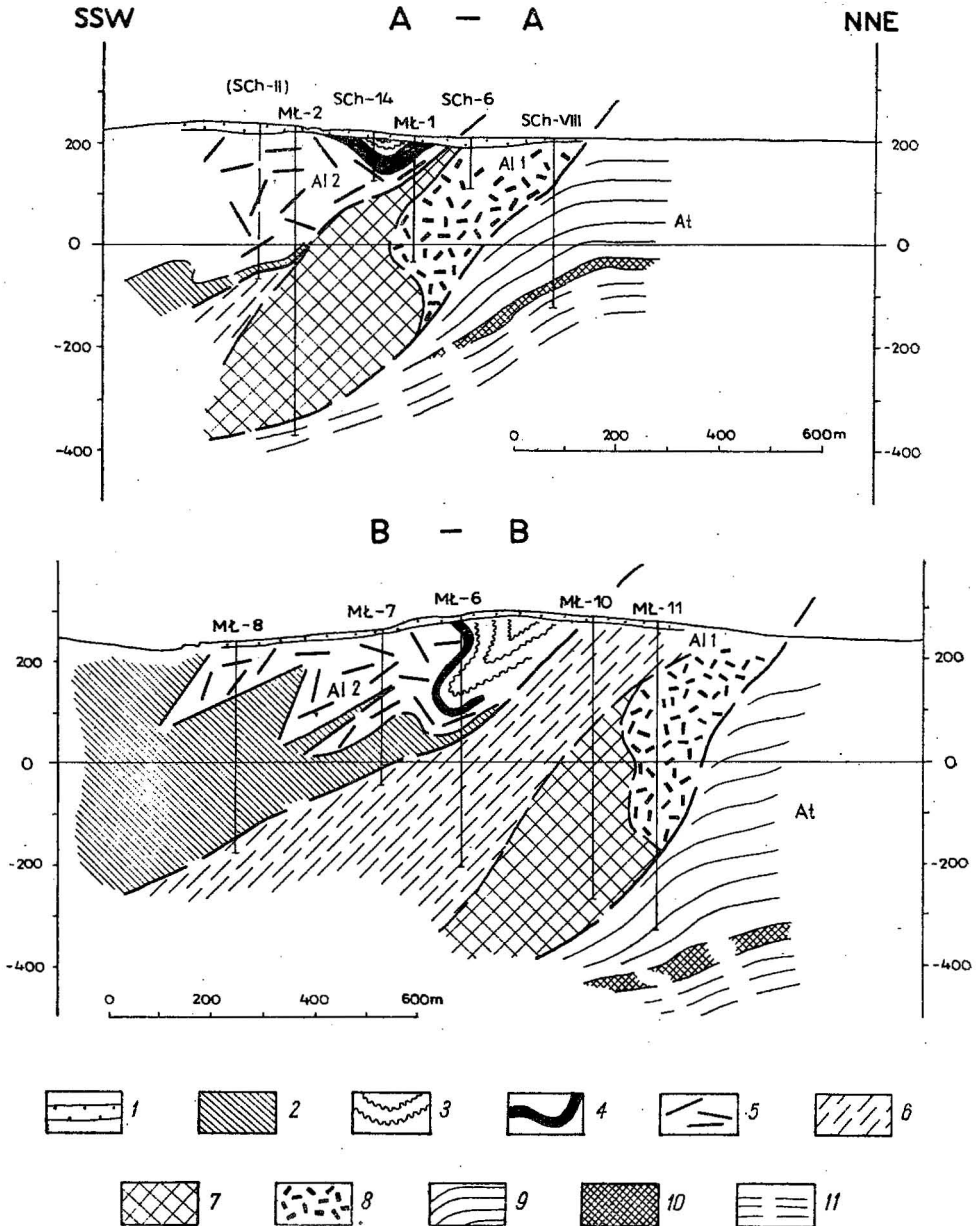 SSW A – A NNE
(SCh-II) MŁ-2 SCh-14 MŁ-1 SCh-6 SCh-VIII
200 200
Al 2 Al 1
At
0 0
-200 -200
0 200 400 600m
-400 -400
B – B
MŁ-8 MŁ-7 MŁ-6 MŁ-10 MŁ-11
200 200
Al 2 Al 1
0 0
At
-200 -200
-400 -400
0 200 400 600m
1 2 3 4 5 6
7 8 9 10 11